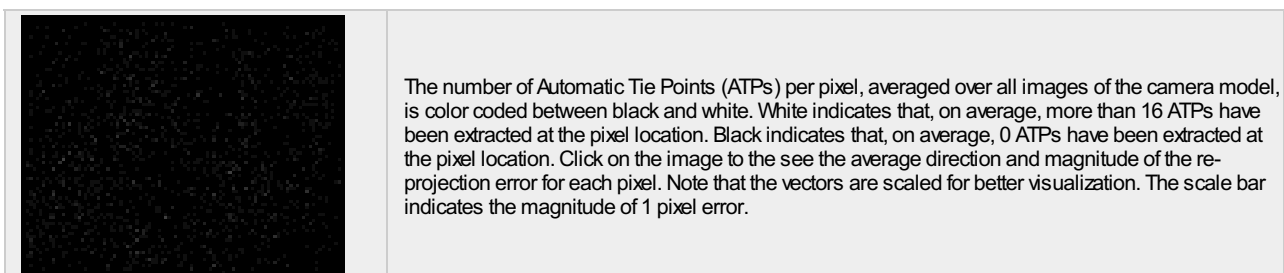 The number of Automatic Tie Points (ATPs) per pixel, averaged over all images of the camera model,
is color coded between black and white. White indicates that, on average, more than 16 ATPs have
been extracted at the pixel location. Black indicates that, on average, 0 ATPs have been extracted at
the pixel location. Click on the image to the see the average direction and magnitude of the re-
projection error for each pixel. Note that the vectors are scaled for better visualization. The scale bar
indicates the magnitude of 1 pixel error.